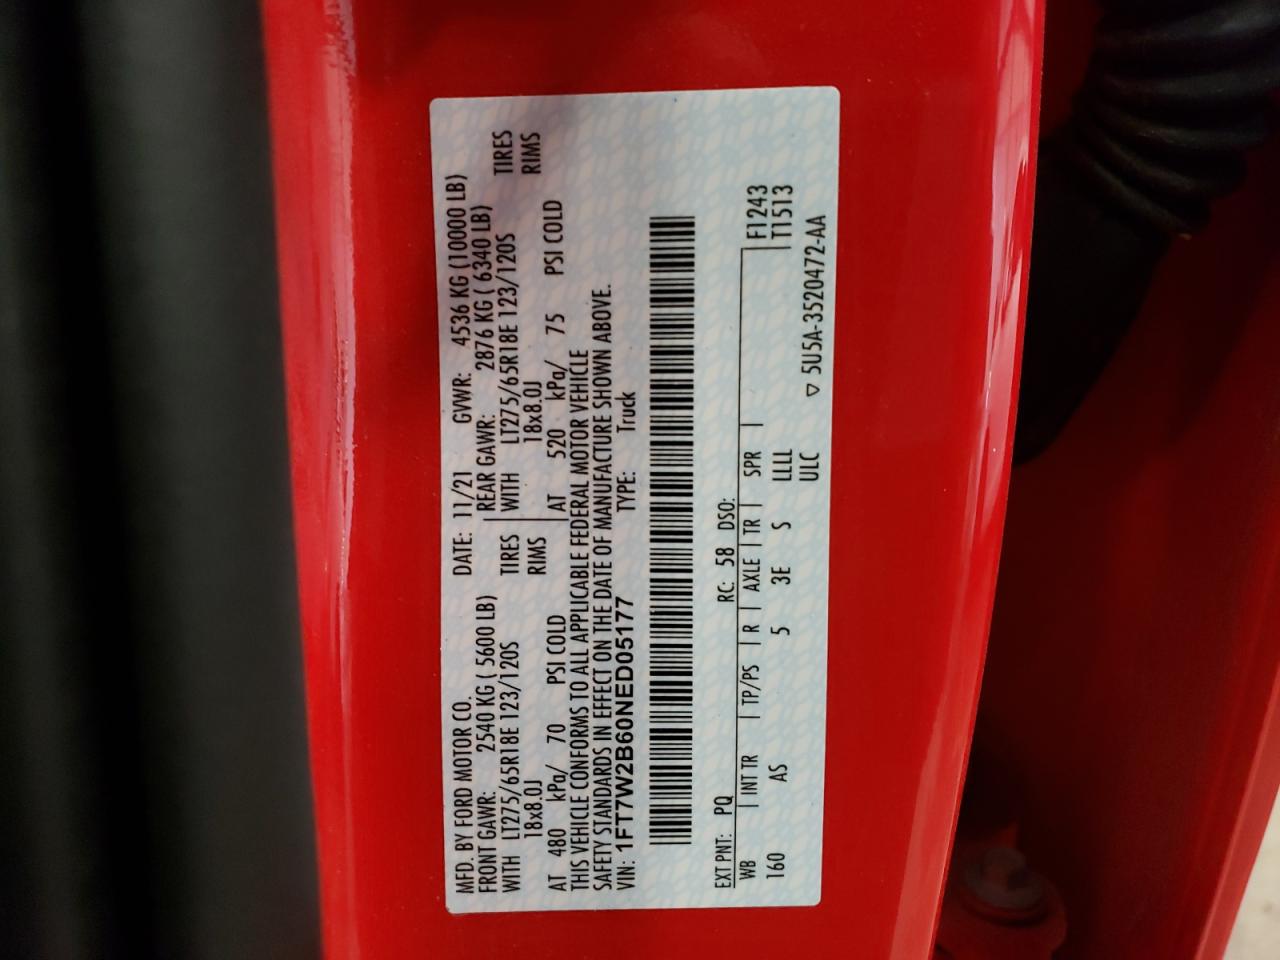 MFD. BY FORD MOTOR CO. DATE: 11/21 GVWR: 4536 KG (10000 LB)
FRONT GAWR: 2540 KG ( 5600 LB) REAR GAWR: 2876 KG ( 6340 LB)
WITH LT275/65R18E 123/120S TIRES WITH LT275/65R18E 123/120S TIRES
18x8.0J RIMS 18x8.0J RIMS
AT 480 kPa/ 70 PSI COLD AT 520 kPa/ 75 PSI COLD
THIS VEHICLE CONFORMS TO ALL APPLICABLE FEDERAL MOTOR VEHICLE
SAFETY STANDARDS IN EFFECT ON THE DATE OF MANUFACTURE SHOWN ABOVE.
VIN: 1FT7W2B60NED05177 TYPE: Truck
EXT PNT: PQ RC: 58 DSO:
WB INT TR TP/PS R AXLE TR SPR F1243
160 AS 5 3E S LLLL T1513
ULC
5U5A-3520472-AA